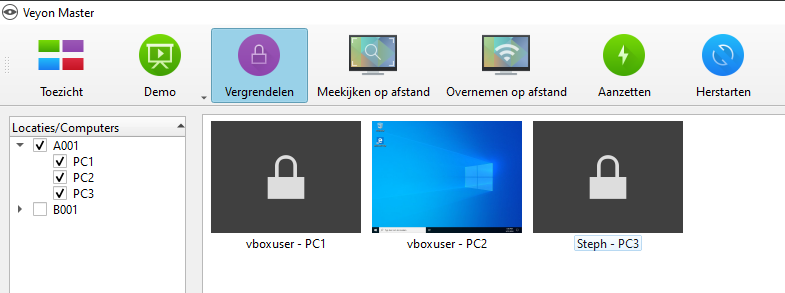 Veyon Master
Toezicht
Demo
Vergrendelen
Meekijken op afstand
Overnemen op afstand
Aanzetten
Herstarten
Locaties/Computers
A001
PC1
PC2
PC3
B001
vboxuser - PC1
vboxuser - PC2
Steph - PC3